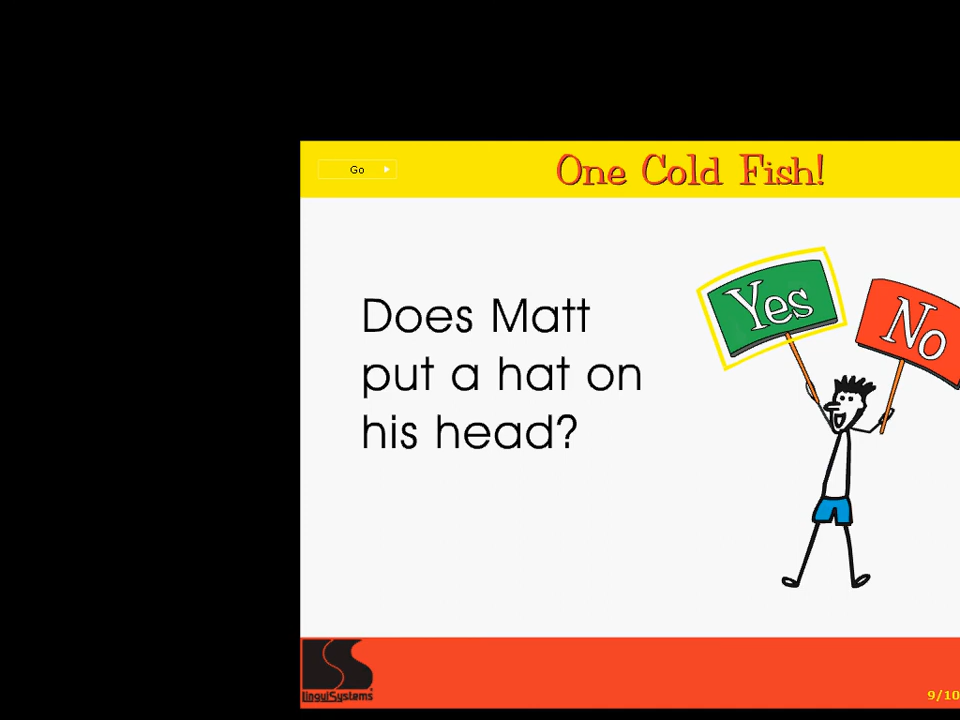 Go
One Cold Fish!
Does Matt
put a hat on
his head?
Yes
No
LinguiSystems
9/10